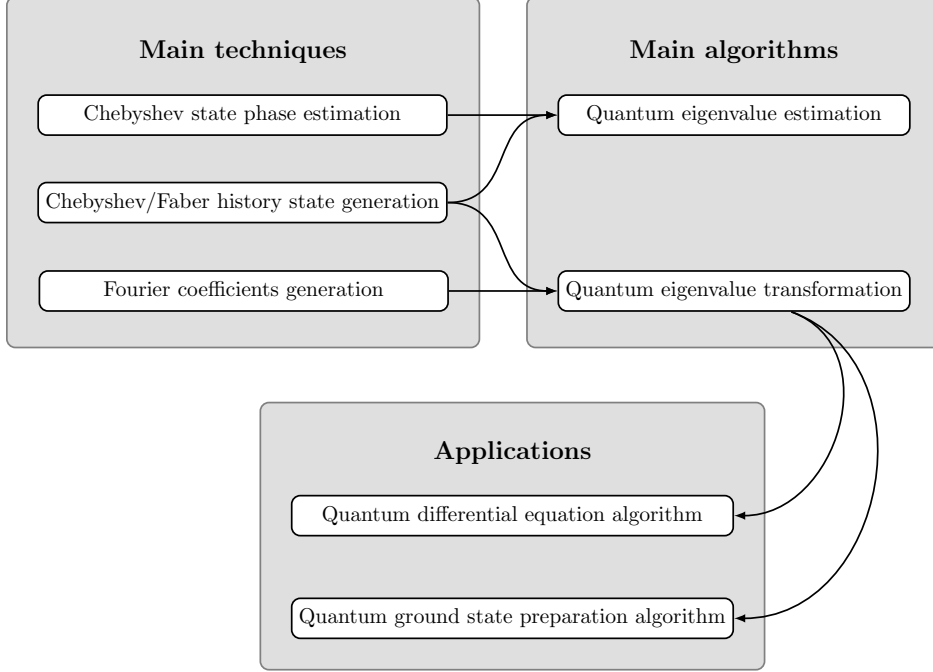 Main techniques
Chebyshev state phase estimation
Chebyshev/Faber history state generation
Fourier coefficients generation
Main algorithms
Quantum eigenvalue estimation
Quantum eigenvalue transformation
Applications
Quantum differential equation algorithm
Quantum ground state preparation algorithm